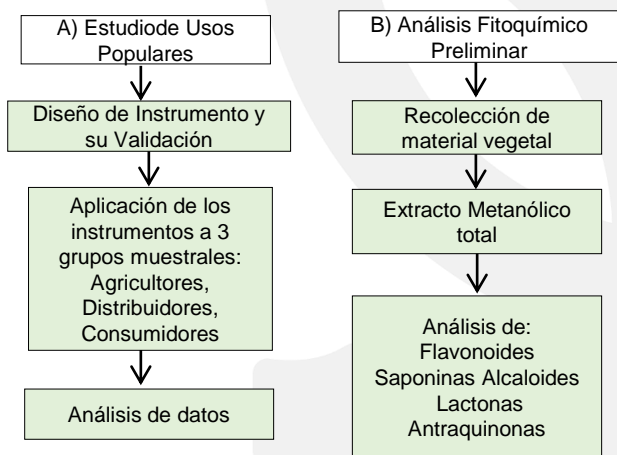 A) Estudiode Usos
Populares
Diseño de Instrumento y
su Validación
Aplicación de los
instrumentos a 3
grupos muestrales:
Agricultores,
Distribuidores,
Consumidores
Análisis de datos
B) Análisis Fitoquímico
Preliminar
Recolección de
material vegetal
Extracto Metanólico
total
Análisis de:
Flavonoides
Saponinas Alcaloides
Lactonas
Antraquinonas